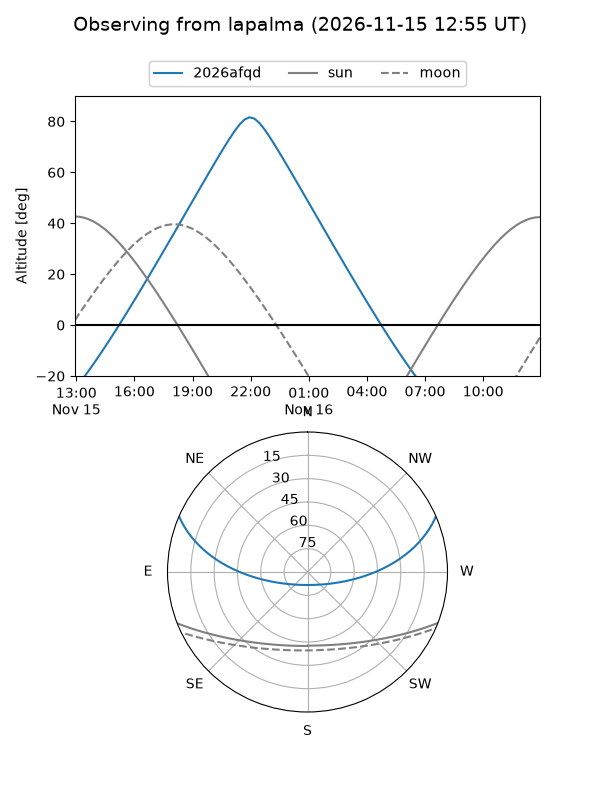 Observing from lapalma (2026-11-15 12:55 UT)
2026afqd sun moon
Altitude [deg]
80
60
40
20
0
−20
13:00 16:00 19:00 22:00 01:00 04:00 07:00 10:00
Nov 15 Nov 16
N
NE NW
15
30
45
60
75
E W
SE SW
S